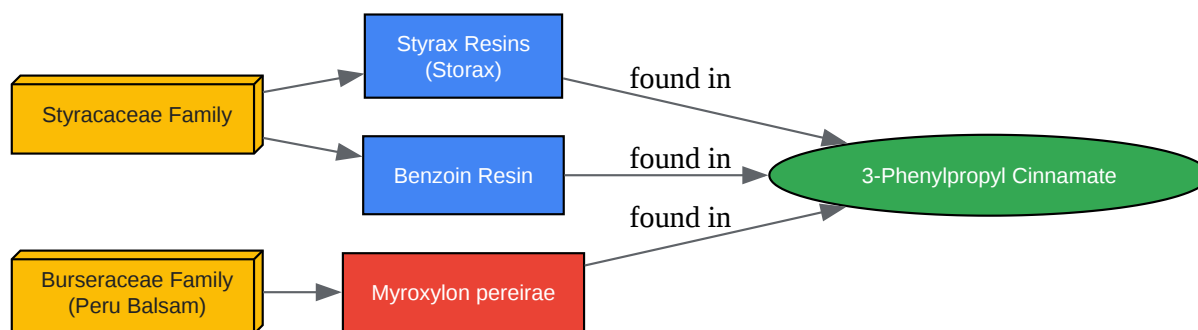 Styrax Resins
(Storax)
found in
Styracaceae Family
found in
Benzoin Resin
3-Phenylpropyl Cinnamate
found in
Burseraceae Family
(Peru Balsam)
Myroxylon pereirae